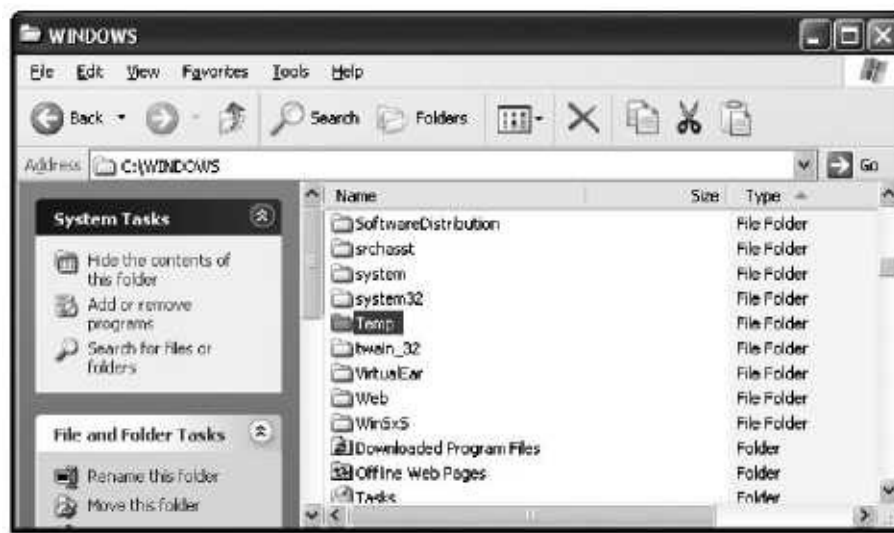 WINDOWS
File Edit View Favorites Tools Help
Back Search Folders
Address C:\WINDOWS Go
System Tasks
Hide the contents of
this folder
Add or remove
programs
Search for files or
folders
File and Folder Tasks
Rename this folder
Move this folder
Name Size Type
SoftwareDistribution File Folder
srchasst File Folder
system File Folder
system32 File Folder
Temp File Folder
twain_32 File Folder
VirtualEar File Folder
Web File Folder
WinSxS File Folder
Downloaded Program Files Folder
Offline Web Pages Folder
Tasks Folder